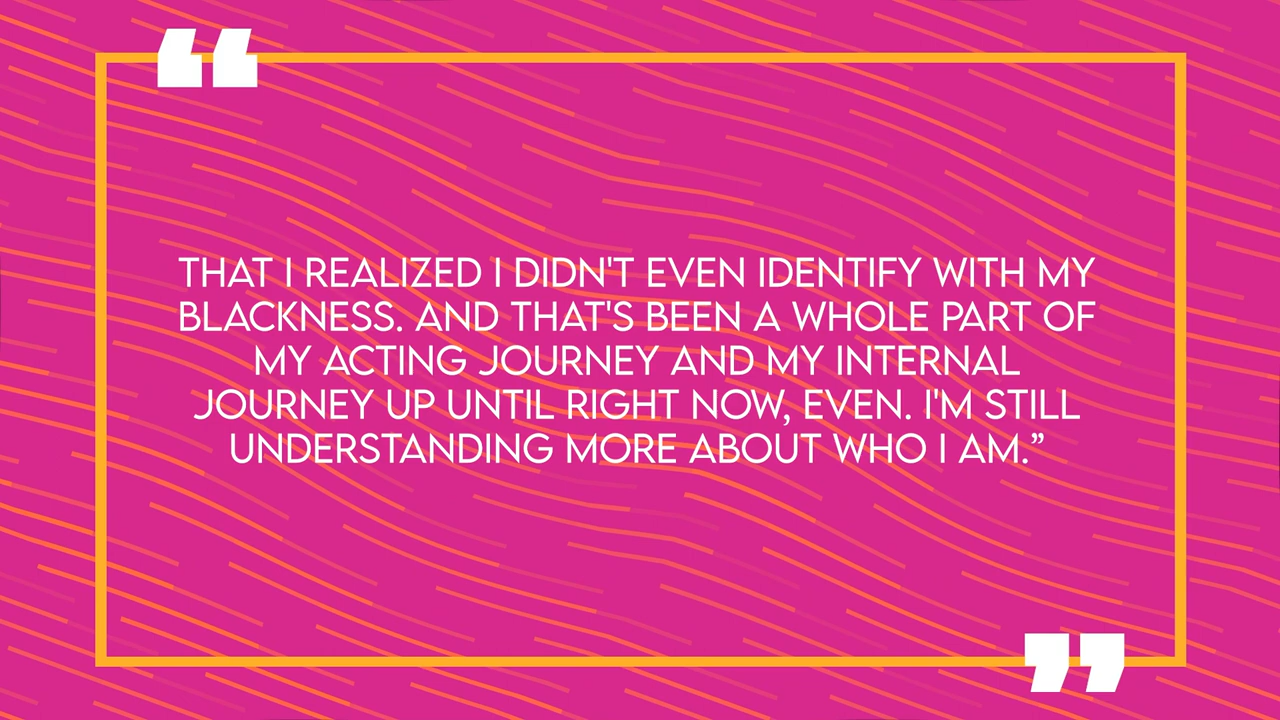 “
THAT I REALIZED I DIDN'T EVEN IDENTIFY WITH MY
BLACKNESS. AND THAT'S BEEN A WHOLE PART OF
MY ACTING JOURNEY AND MY INTERNAL
JOURNEY UP UNTIL RIGHT NOW, EVEN. I'M STILL
UNDERSTANDING MORE ABOUT WHO I AM.”
”